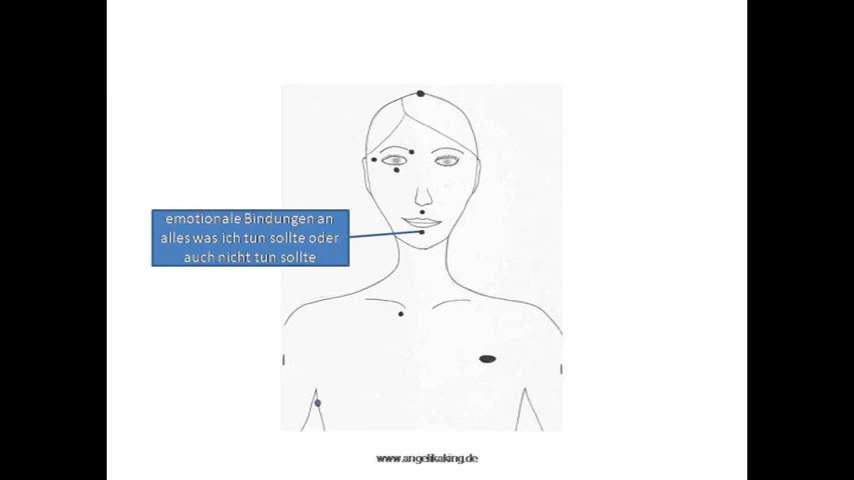 emotionale Bindungen an
alles was ich tun sollte oder
auch nicht tun sollte
www.angelikaking.de